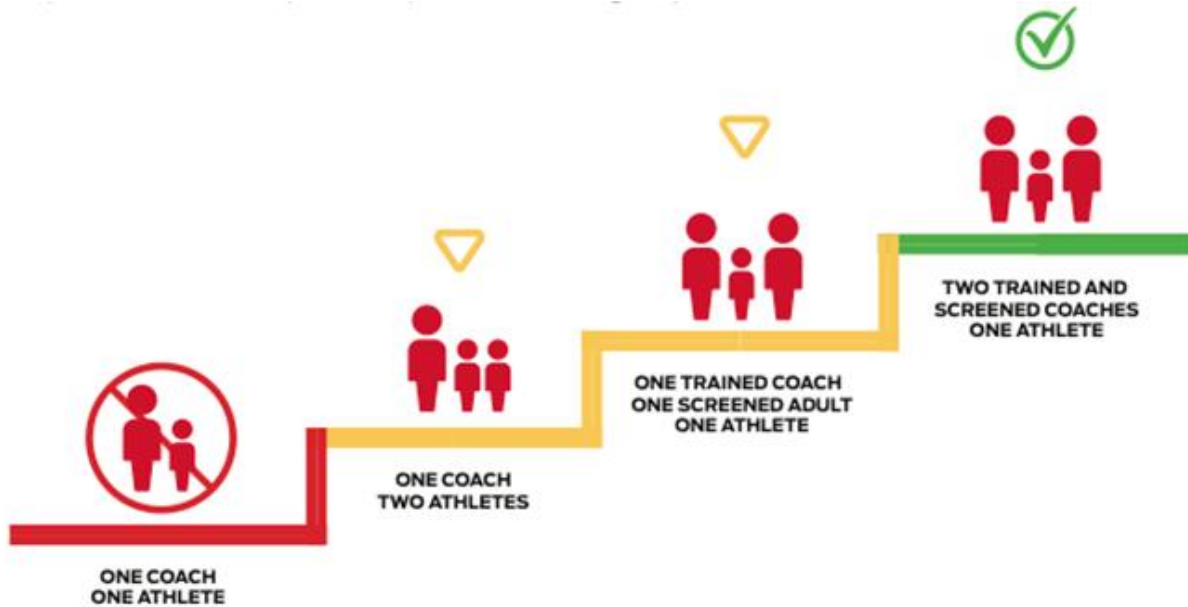 ONE COACH
ONE ATHLETE
ONE COACH
TWO ATHLETES
ONE TRAINED COACH
ONE SCREENED ADULT
ONE ATHLETE
TWO TRAINED AND
SCREENED COACHES
ONE ATHLETE